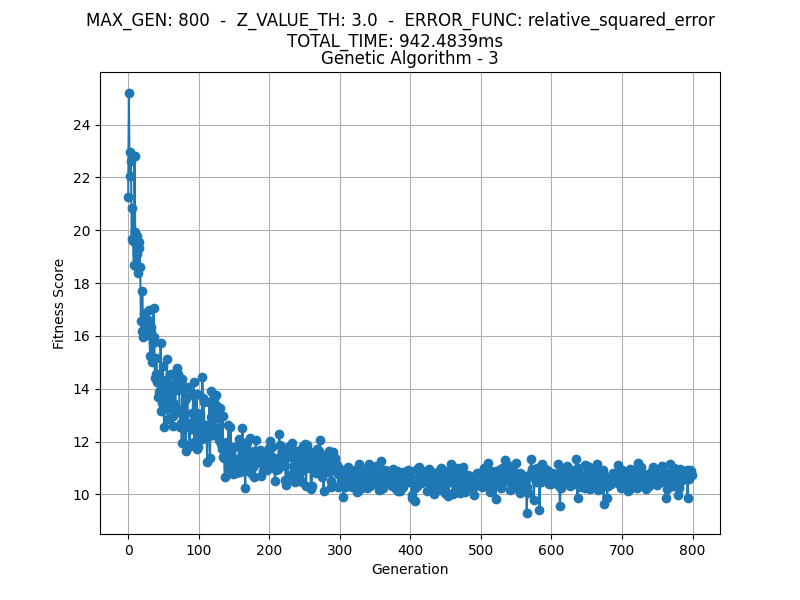 MAX_GEN: 800  -  Z_VALUE_TH: 3.0  -  ERROR_FUNC: relative_squared_error
TOTAL_TIME: 942.4839ms
Genetic Algorithm - 3
24
22
20
18
16
14
12
10
Fitness Score
0 100 200 300 400 500 600 700 800
Generation